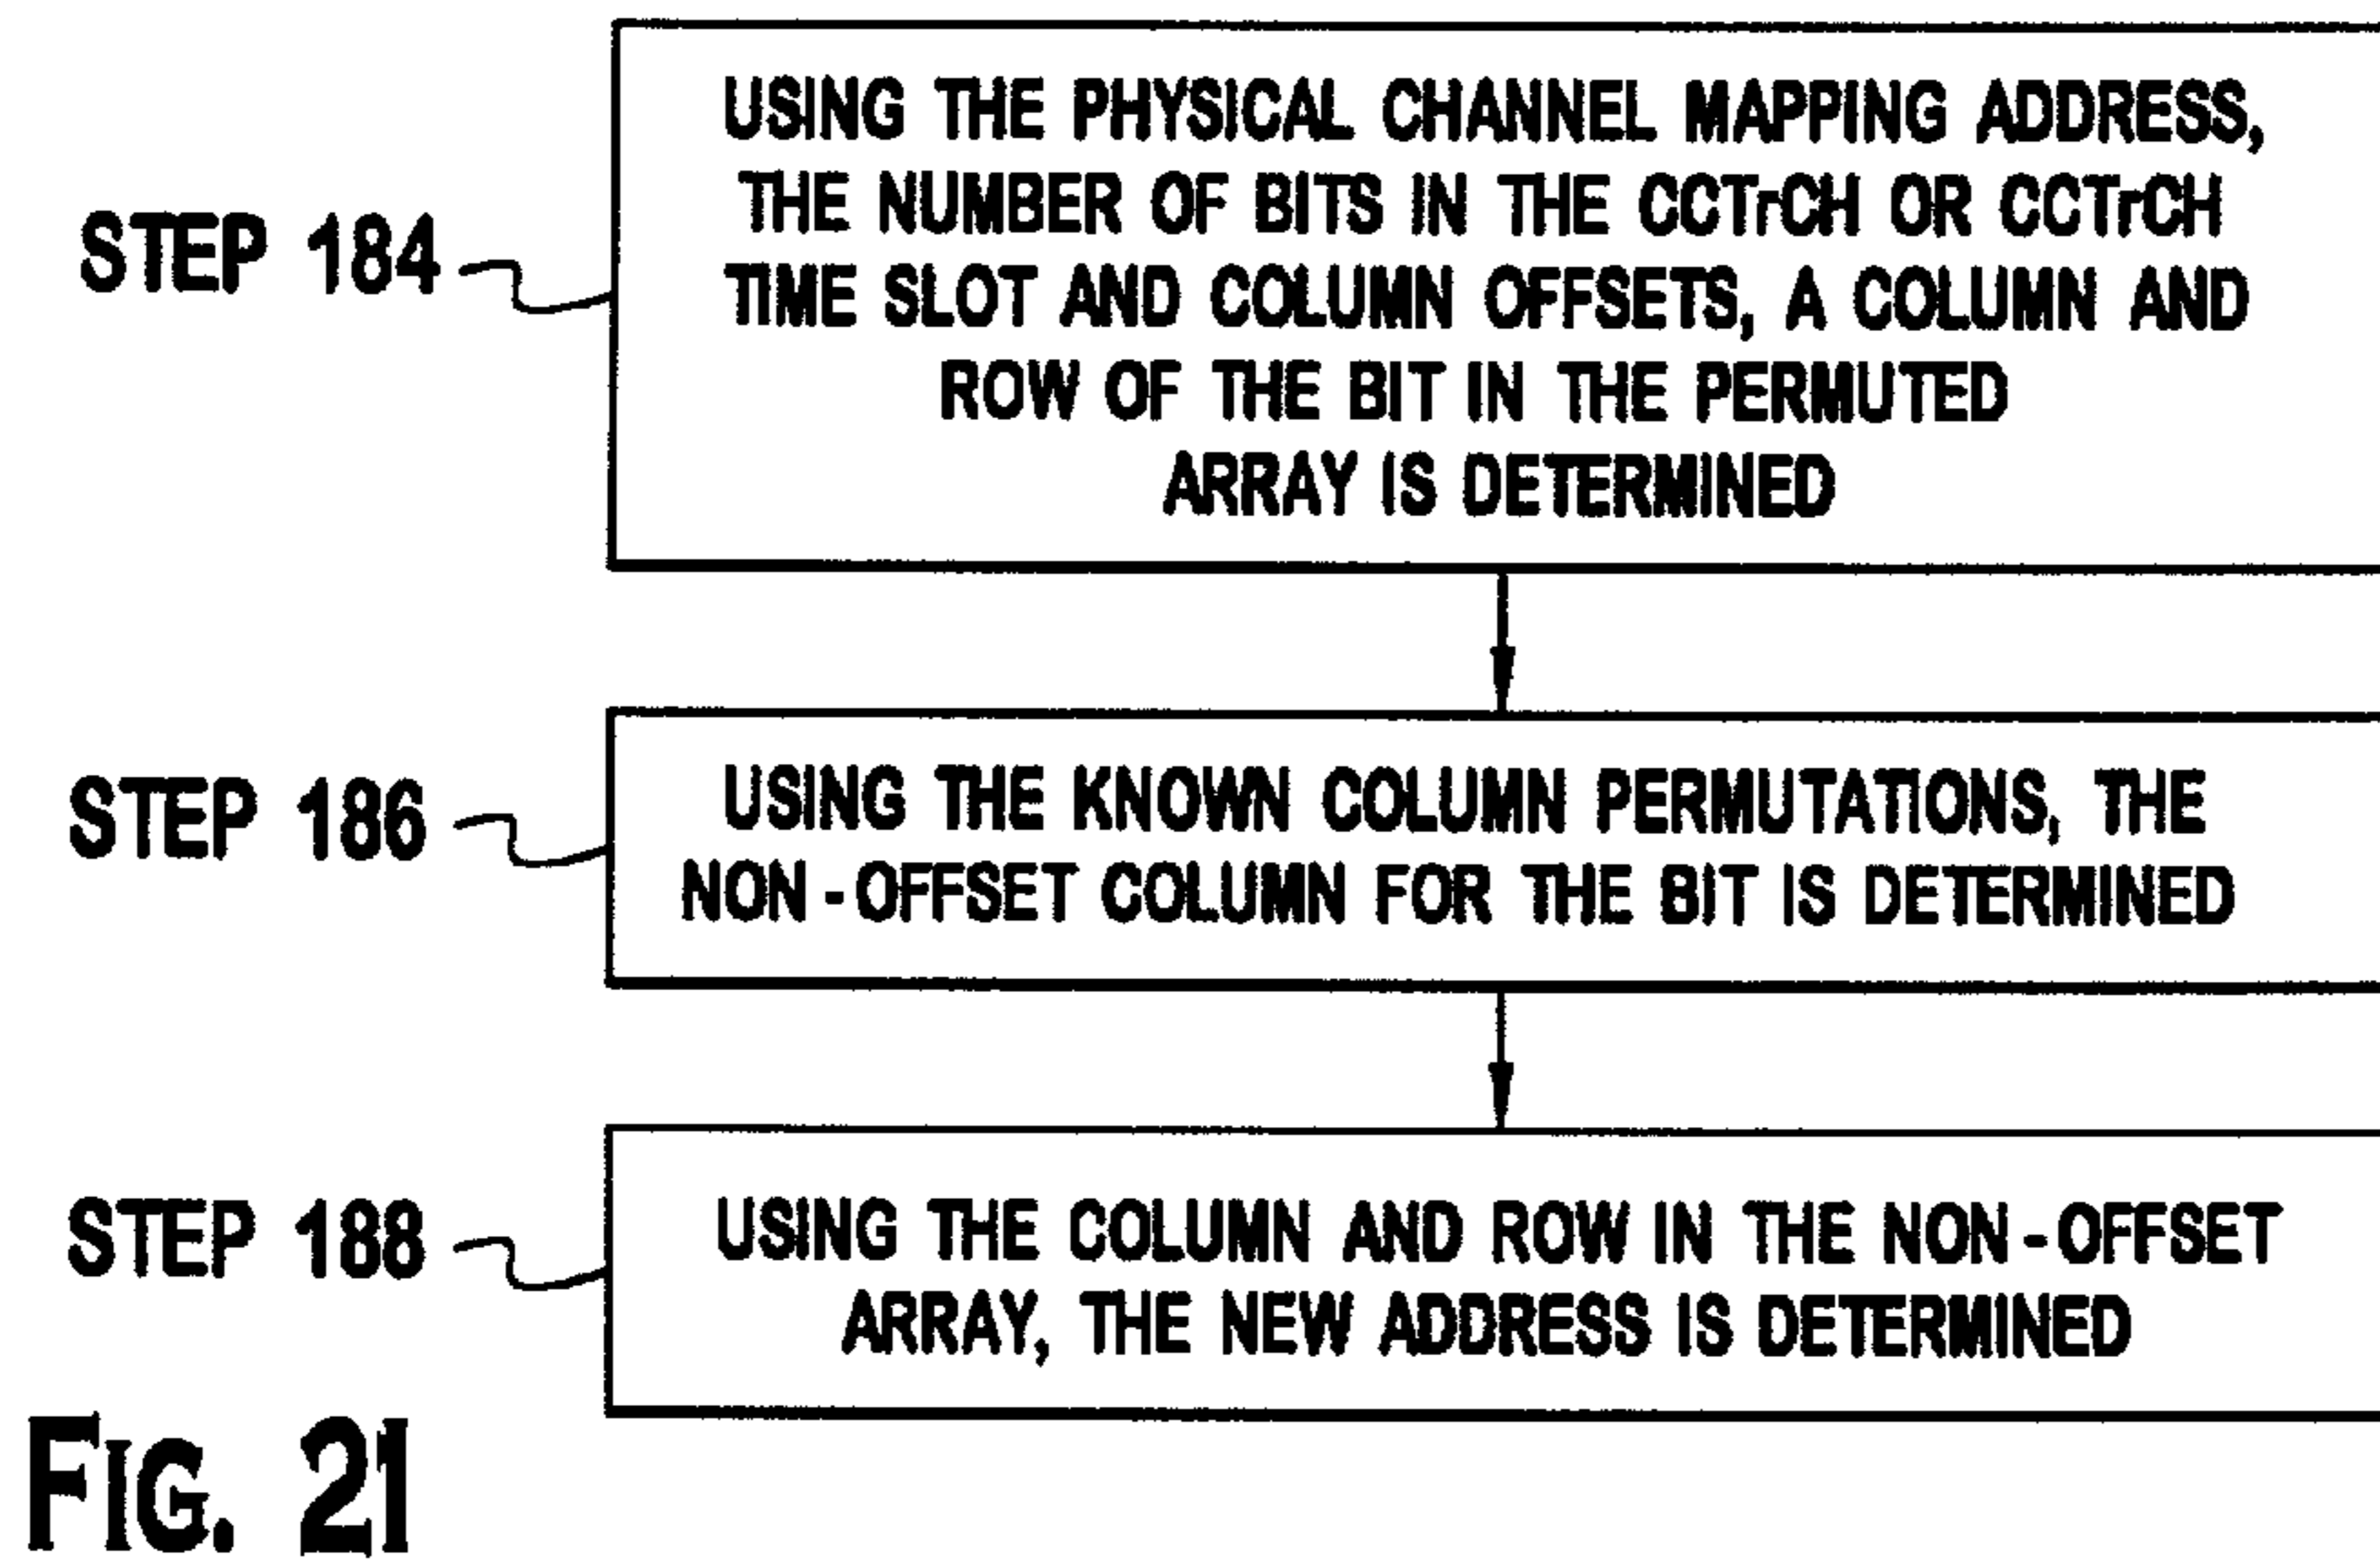 STEP 184
USING THE PHYSICAL CHANNEL MAPPING ADDRESS,
THE NUMBER OF BITS IN THE CCTrCH OR CCTrCH
TIME SLOT AND COLUMN OFFSETS, A COLUMN AND
ROW OF THE BIT IN THE PERMUTED
ARRAY IS DETERMINED
STEP 186
USING THE KNOWN COLUMN PERMUTATIONS, THE
NON-OFFSET COLUMN FOR THE BIT IS DETERMINED
STEP 188
USING THE COLUMN AND ROW IN THE NON-OFFSET
ARRAY, THE NEW ADDRESS IS DETERMINED
FIG. 21